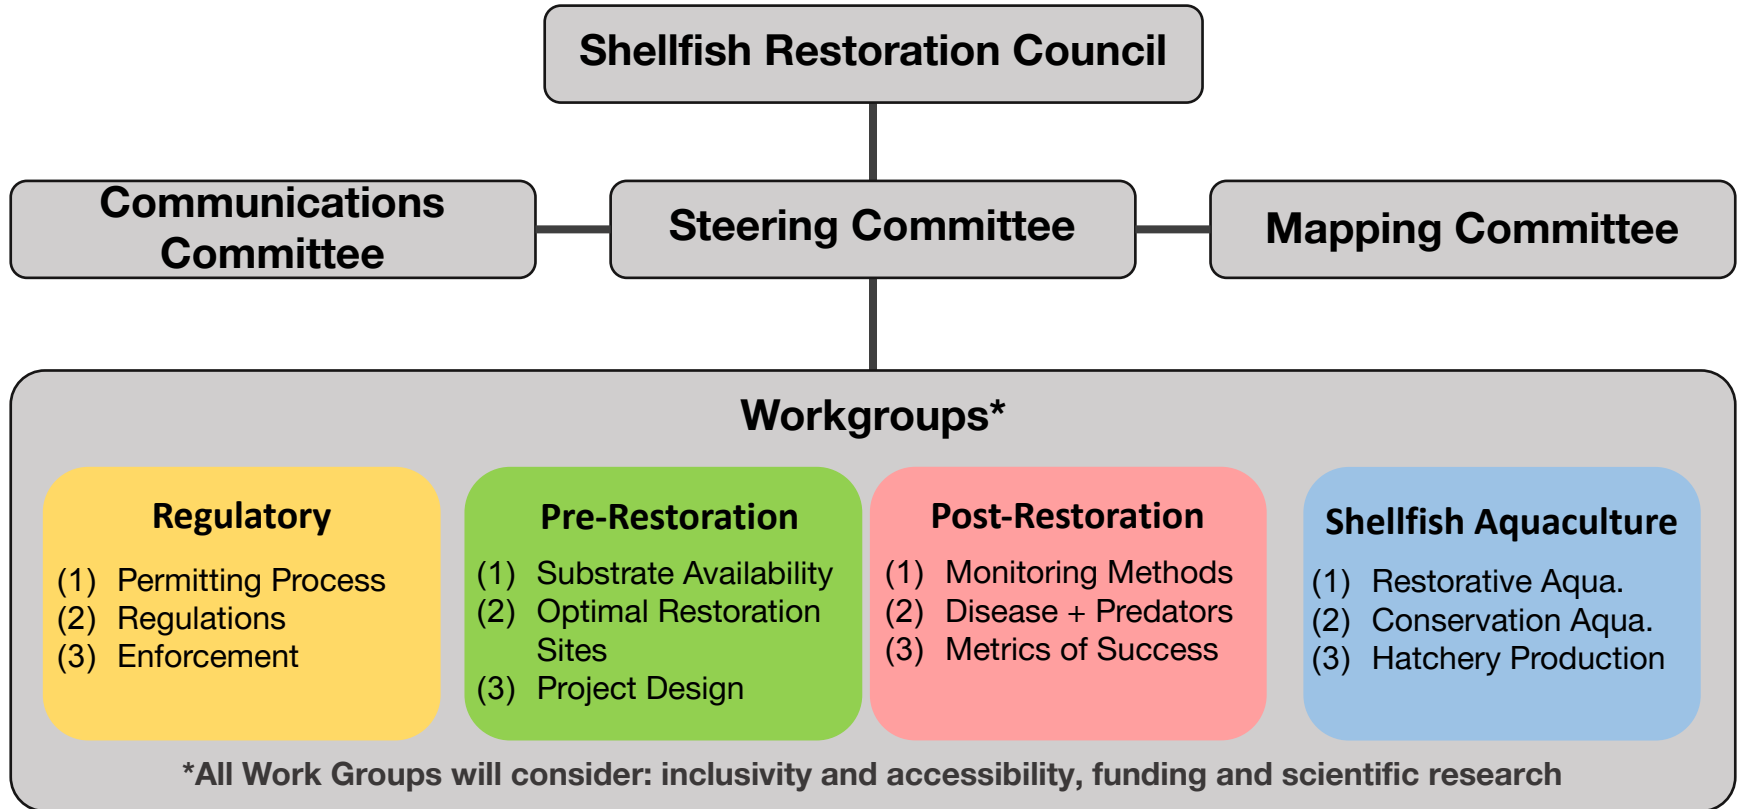 Shellfish Restoration Council
Communications
Committee
Steering Committee
Mapping Committee
Workgroups*
Regulatory
(1) Permitting Process
(2) Regulations
(3) Enforcement
Pre-Restoration
(1) Substrate Availability
(2) Optimal Restoration
Sites
(3) Project Design
Post-Restoration
(1) Monitoring Methods
(2) Disease + Predators
(3) Metrics of Success
Shellfish Aquaculture
(1) Restorative Aqua.
(2) Conservation Aqua.
(3) Hatchery Production
*All Work Groups will consider: inclusivity and accessibility, funding and scientific research